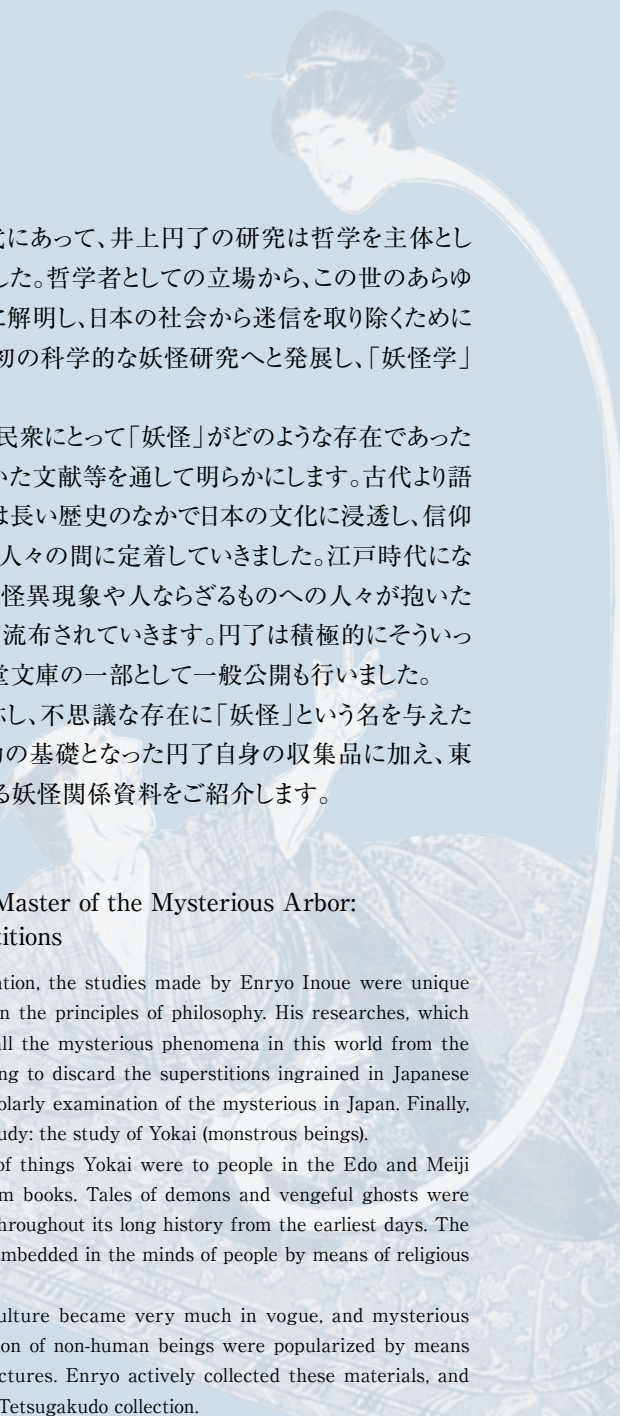 にあって、井上円了の研究は哲学を主体とし
した。哲学者としての立場から、この世のあらゆ
に解明し、日本の社会から迷信を取り除くために
初の科学的な妖怪研究へと発展し、「妖怪学」
民衆にとって「妖怪」がどのような存在であった
いた文献等を通して明らかにします。古代より語
は長い歴史のなかで日本の文化に浸透し、信仰
人々の間に定着していきました。江戸時代にな
怪異現象や人ならざるものへの人々が抱いた
流布されていきます。円了は積極的にそういっ
堂文庫の一部として一般公開も行いました。
し、不思議な存在に「妖怪」という名を与えた
の基礎となった円了自身の収集品に加え、東
る妖怪関係資料をご紹介します。
Master of the Mysterious Arbor:
titions
ation, the studies made by Enryo Inoue were unique
n the principles of philosophy. His researches, which
all the mysterious phenomena in this world from the
ng to discard the superstitions ingrained in Japanese
olarly examination of the mysterious in Japan. Finally,
udy: the study of Yokai (monstrous beings).
of things Yokai were to people in the Edo and Meiji
m books. Tales of demons and vengeful ghosts were
hroughout its long history from the earliest days. The
mbedded in the minds of people by means of religious
ulture became very much in vogue, and mysterious
on of non-human beings were popularized by means
ctures. Enryo actively collected these materials, and
Tetsugakudo collection.